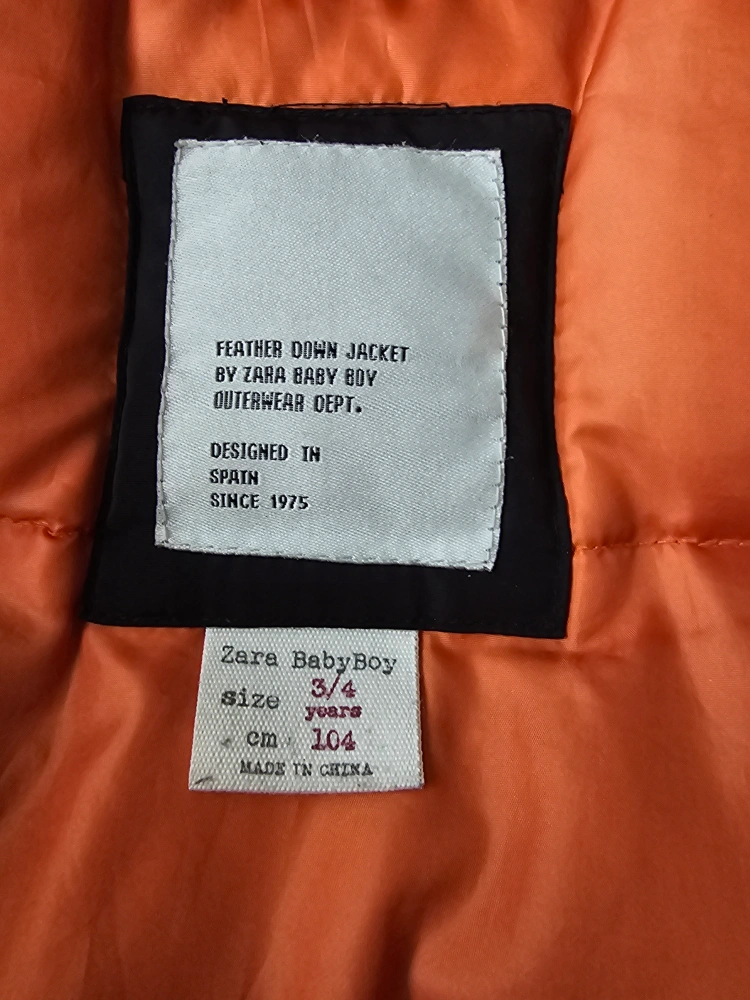 FEATHER DOWN JACKET
BY ZARA BABY BOY
OUTERWEAR DEPT.
DESIGNED IN
SPAIN
SINCE 1975
Zara BabyBoy
size 3/4
years
cm 104
MADE IN CHINA